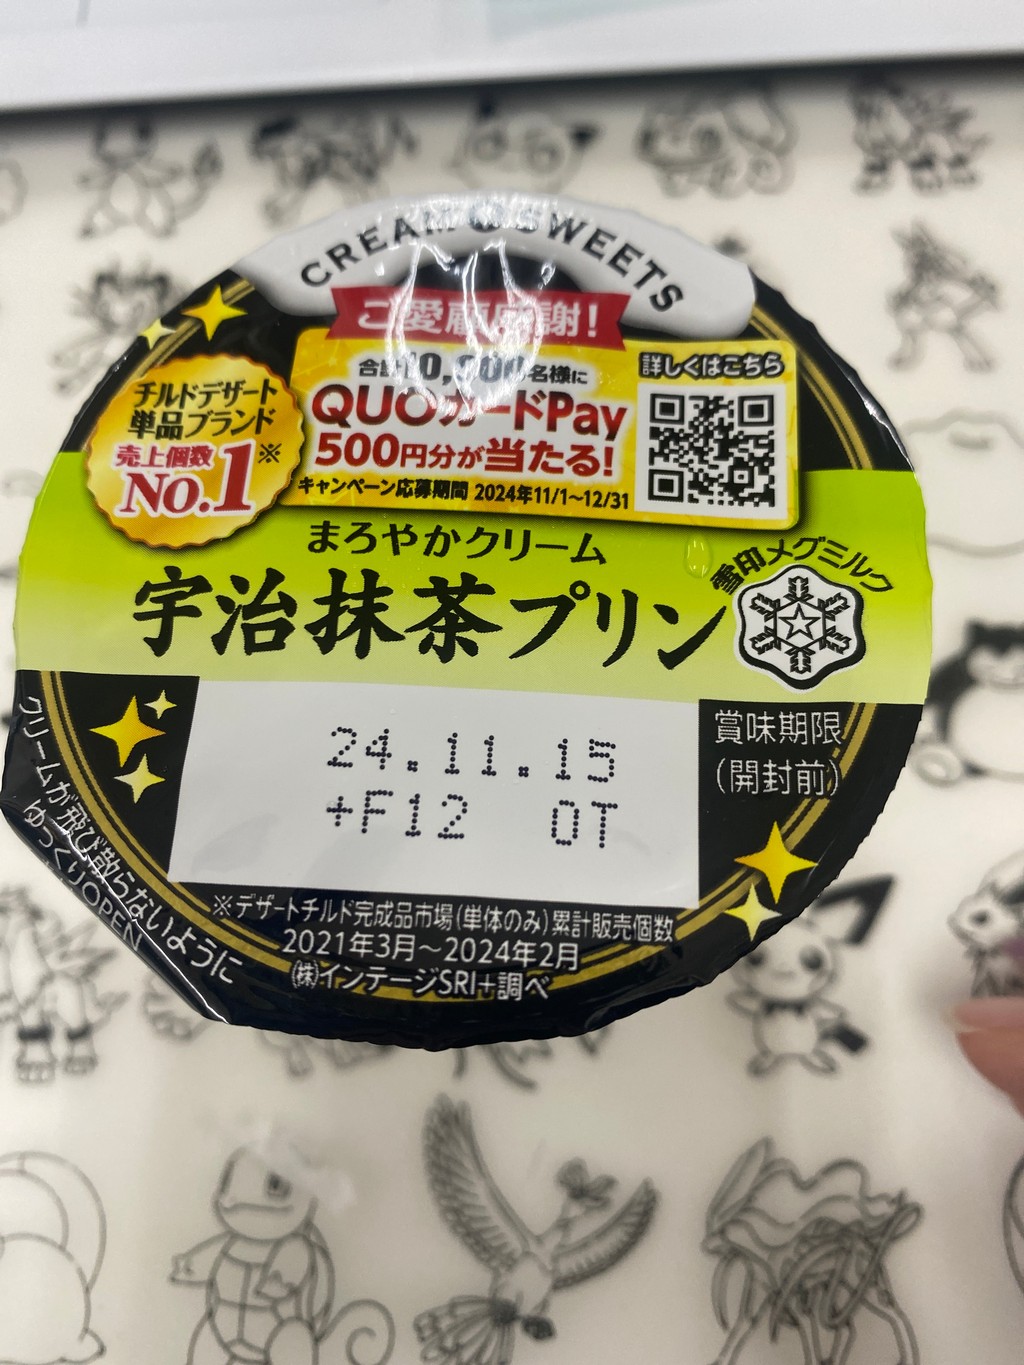 CREAM SWEETS
ご愛顧感謝!
合計10,000名様に
QUOカードPay
500円分が当たる!
キャンペーン応募期間 2024年11/1~12/31
詳しくはこちら
チルドデザート
単品ブランド
売上個数
No.1※
まろやかクリーム
宇治抹茶プリン
雪印メグミルク
24.11.15
+F12 OT
賞味期限
(開封前)
クリームが飛び散らないように
ゆっくりOPEN
※デザートチルド完成品市場(単体のみ)累計販売個数
2021年3月~2024年2月
㈱インテージSRI+調べ